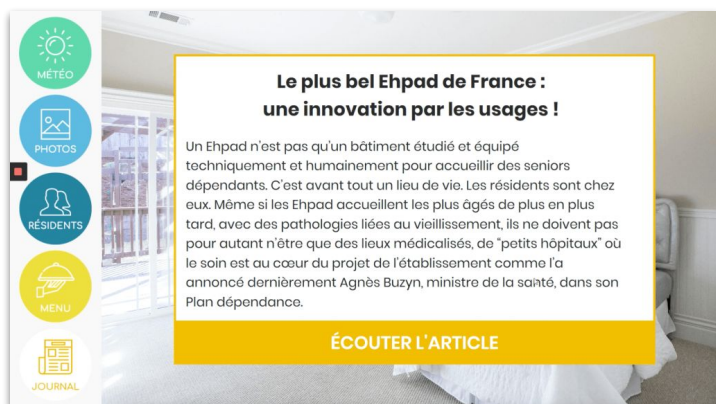 MÉTÉO
PHOTOS
RÉSIDENTS
MENU
JOURNAL
Le plus bel Ehpad de France :
une innovation par les usages !
Un Ehpad n'est pas qu'un bâtiment étudié et équipé
techniquement et humainement pour accueillir des seniors
dépendants. C'est avant tout un lieu de vie. Les résidents sont chez
eux. Même si les Ehpad accueillent les plus âgés de plus en plus
tard, avec des pathologies liées au vieillissement, ils ne doivent pas
pour autant n'être que des lieux médicalisés, de "petits hôpitaux" où
le soin est au cœur du projet de l'établissement comme l'a
annoncé dernièrement Agnès Buzyn, ministre de la santé, dans son
Plan dépendance.
ÉCOUTER L'ARTICLE